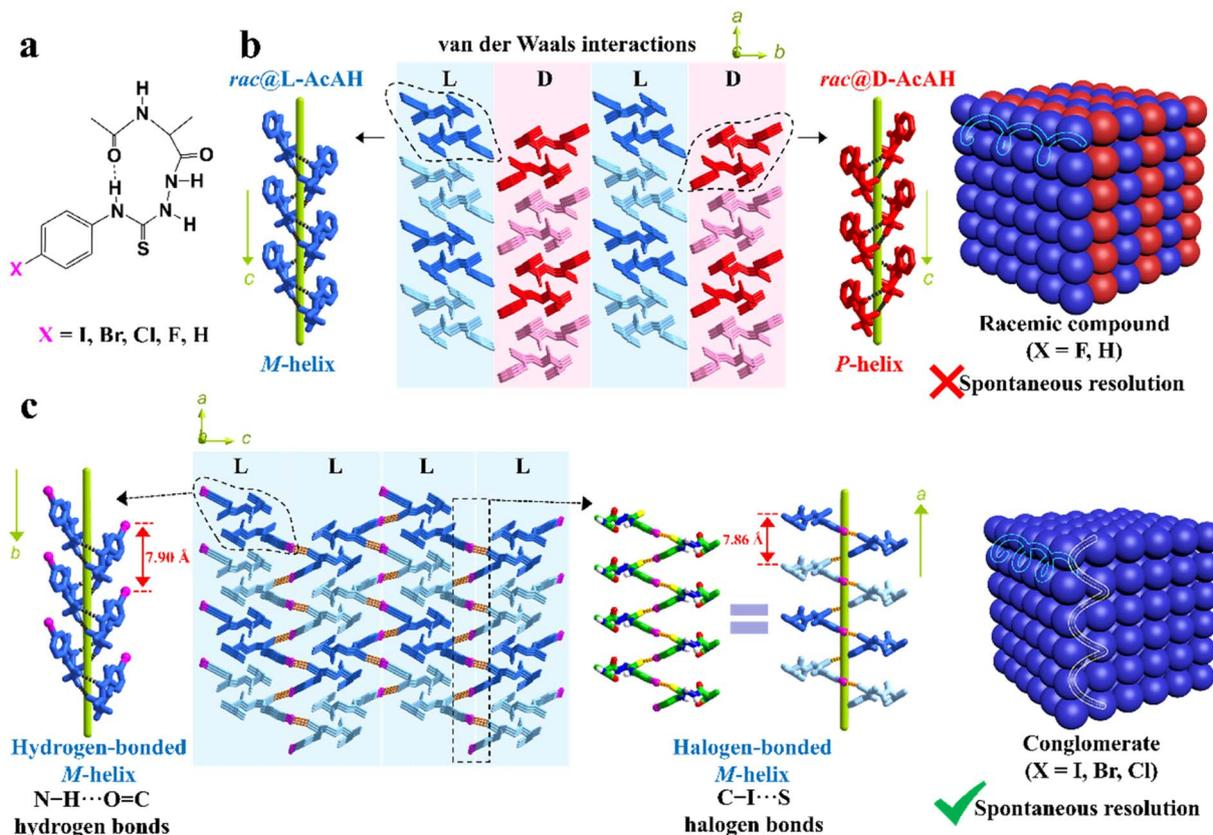 a
H
N
O
O
H
N
N-H
N
N
H
S
X
X = I, Br, Cl, F, H
b
van der Waals interactions
a
c
b
rac@L-AcAH
L
D
L
D
rac@D-AcAH
c
M-helix
c
P-helix
Racemic compound
(X = F, H)
Spontaneous resolution
c
a
b
c
L
L
L
L
b
7.90 Å
7.86 Å
a
Hydrogen-bonded
M-helix
N−H···O=C
hydrogen bonds
Halogen-bonded
M-helix
C−I···S
halogen bonds
Conglomerate
(X = I, Br, Cl)
Spontaneous resolution